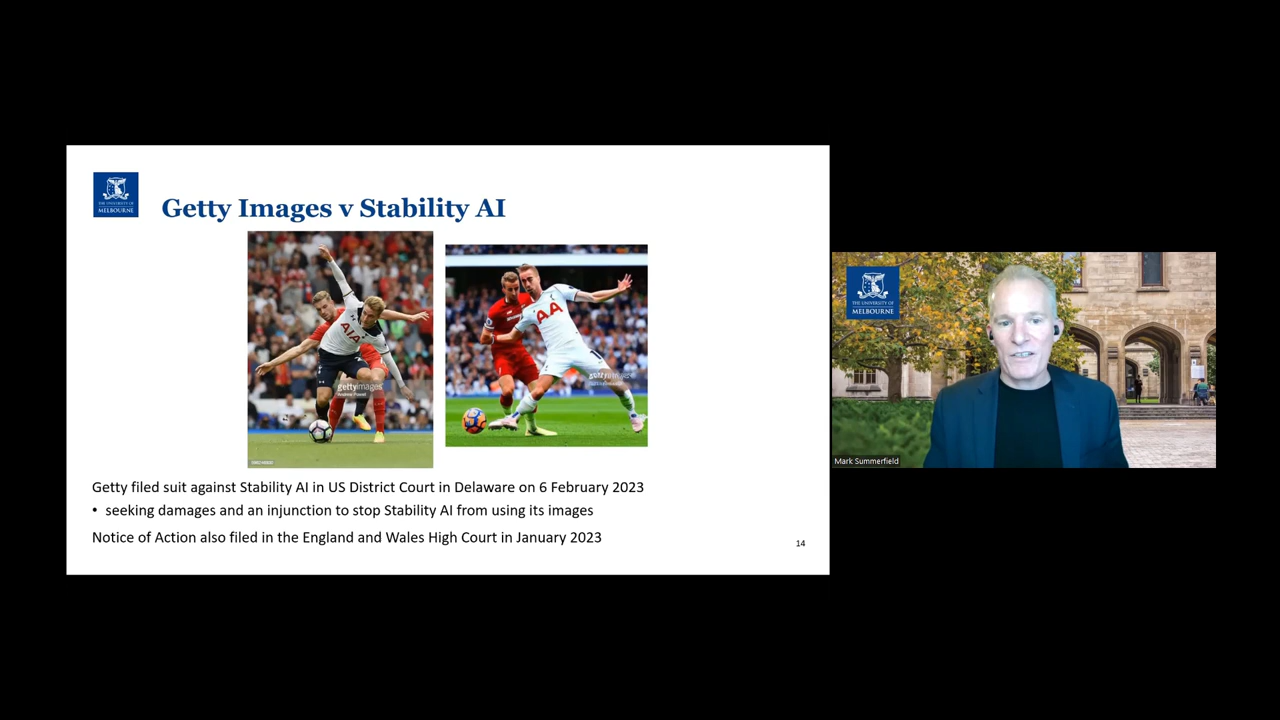 THE UNIVERSITY OF
MELBOURNE
Getty Images v Stability AI
AIA
gettyimages
AA
Getty filed suit against Stability AI in US District Court in Delaware on 6 February 2023
• seeking damages and an injunction to stop Stability AI from using its images
Notice of Action also filed in the England and Wales High Court in January 2023
14
THE UNIVERSITY OF
MELBOURNE
Mark Summerfield